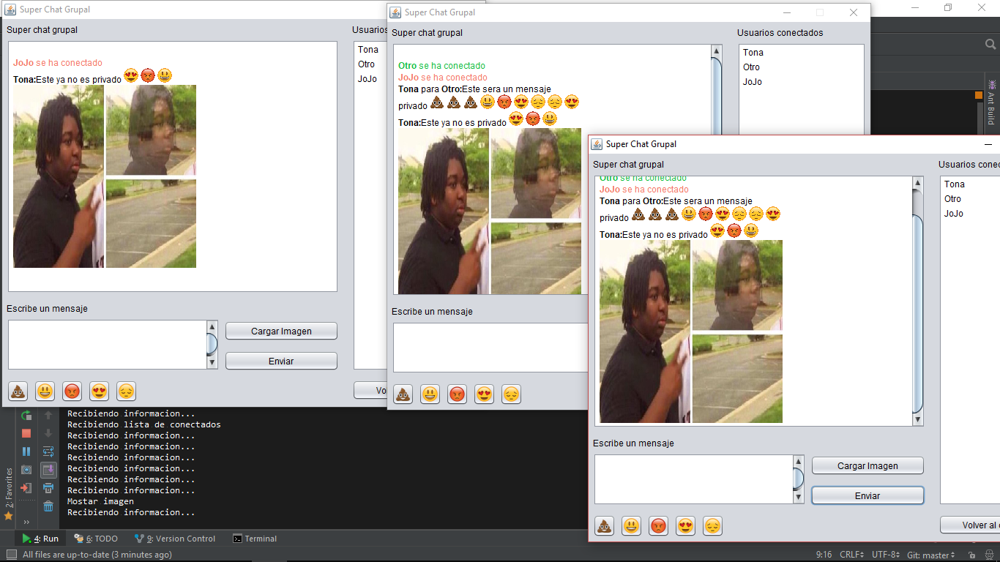 Super Chat Grupal
Super chat grupal
Usuarios
JoJo se ha conectado
Tona:Este ya no es privado
Tona
Otro
JoJo
Escribe un mensaje
Cargar Imagen
Enviar
Vo
Super Chat Grupal
Super chat grupal
Usuarios conectados
Otro se ha conectado
JoJo se ha conectado
Tona para Otro:Este sera un mensaje
privado
Tona:Este ya no es privado
Tona
Otro
JoJo
Escribe un mensaje
Ant Build
Super Chat Grupal
Super chat grupal
Usuarios conec
Otro se ha conectado
JoJo se ha conectado
Tona para Otro:Este sera un mensaje
privado
Tona:Este ya no es privado
Tona
Otro
JoJo
Escribe un mensaje
Cargar Imagen
Enviar
Volver al c
Recibiendo informacion...
Recibiendo lista de conectados
Recibiendo informacion...
Recibiendo informacion...
Recibiendo informacion...
Recibiendo informacion...
Recibiendo informacion...
Recibiendo informacion...
Mostar imagen
Recibiendo informacion...
2: Favorites
4: Run
6: TODO
9: Version Control
Terminal
All files are up-to-date (3 minutes ago)
9:16
CRLF
UTF-8
Git: master